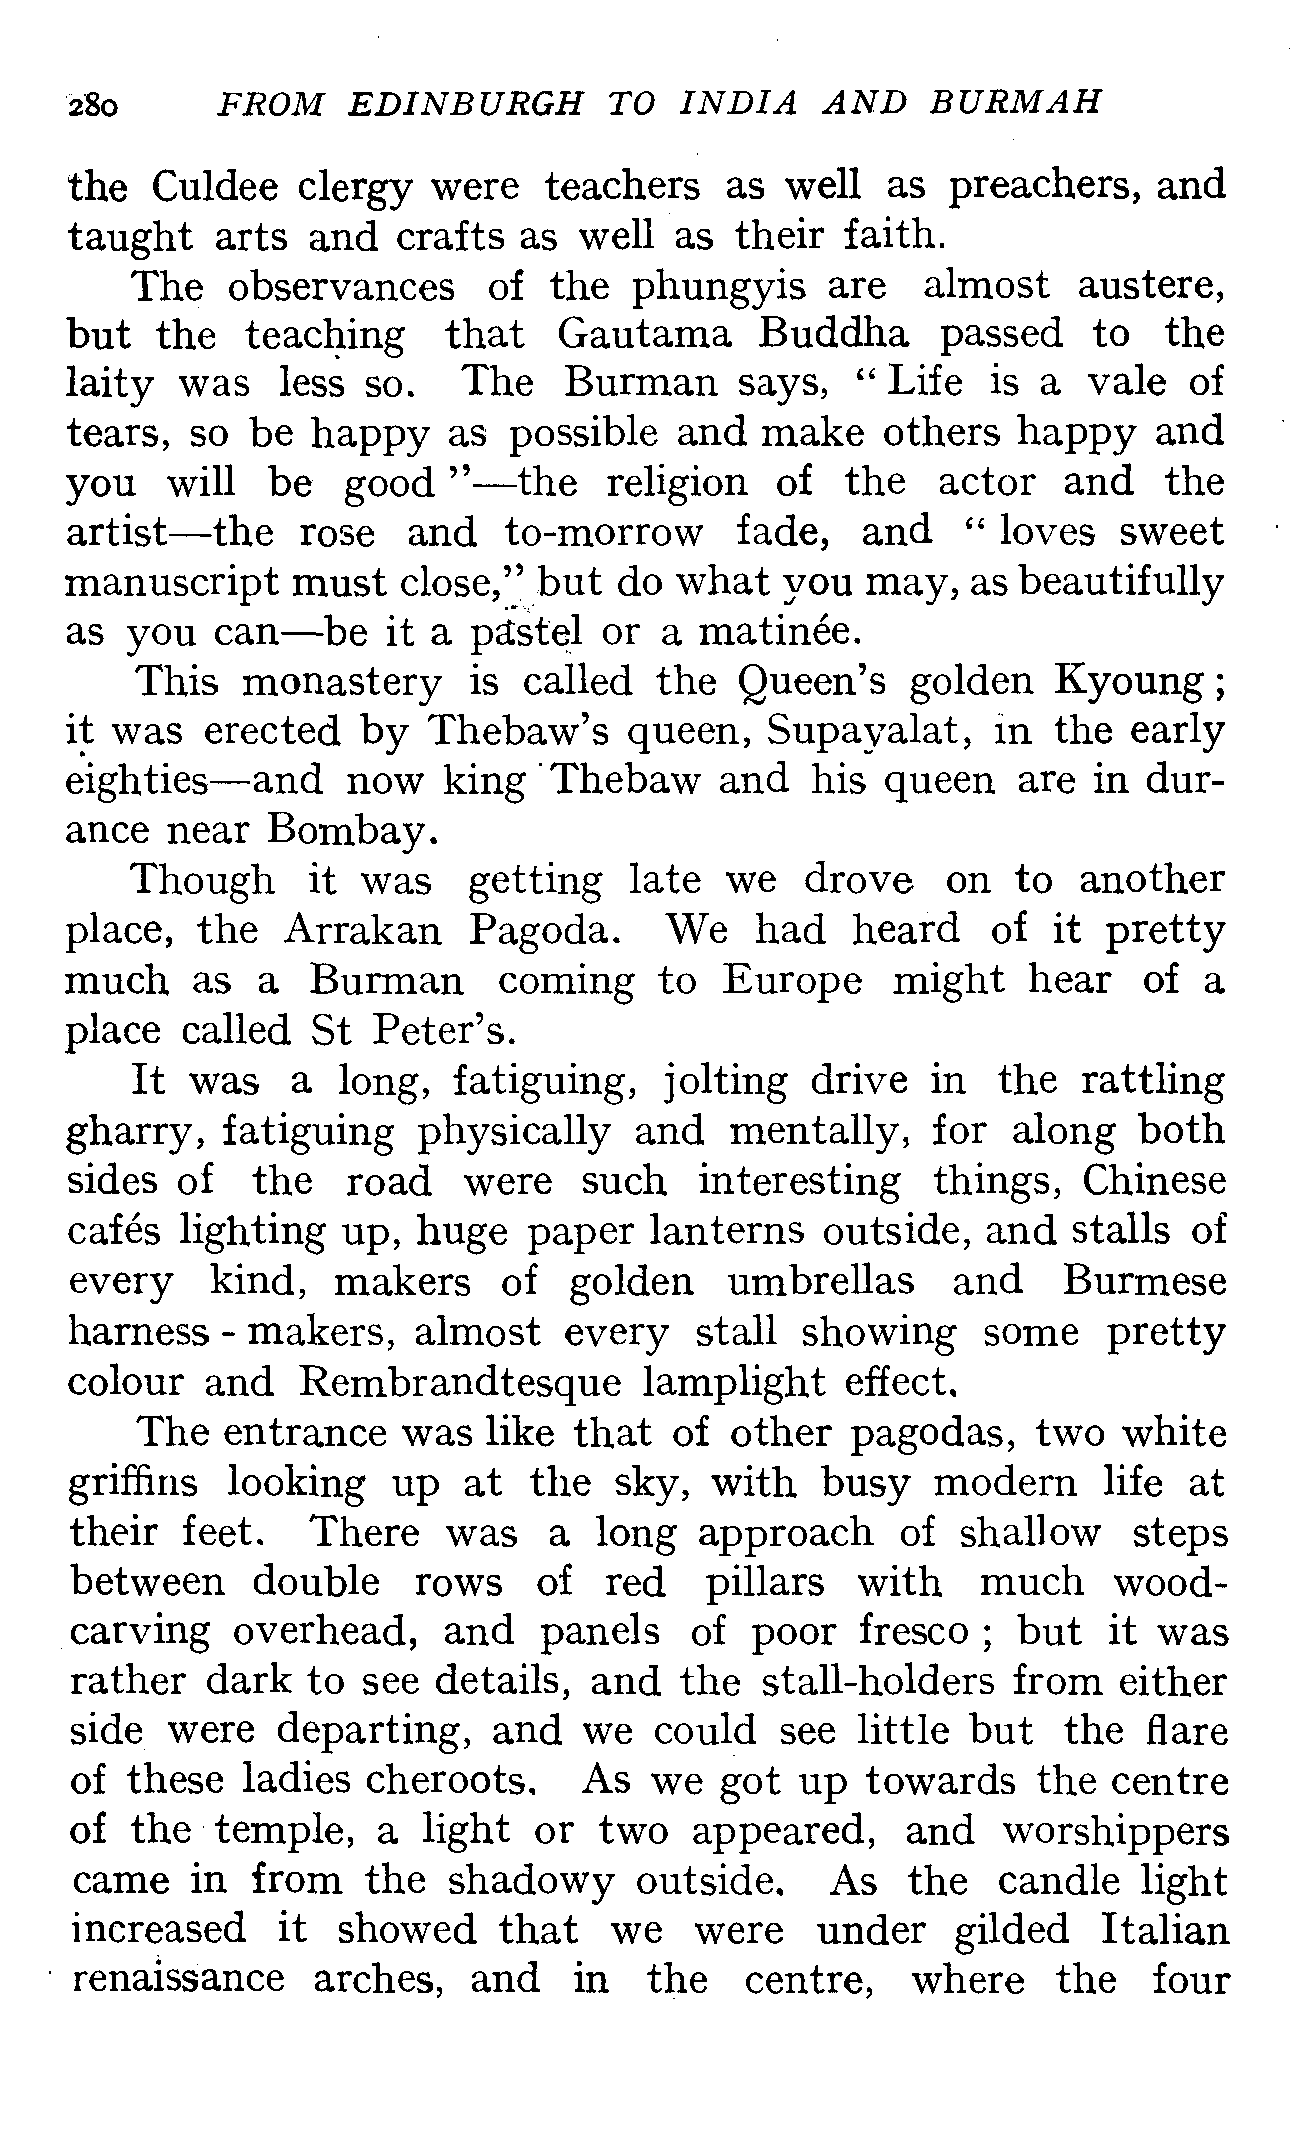 280 FROM EDINBURGH TO INDIA AND BURMAH
the Culdee clergy were teachers as well as preachers, and
taught arts and crafts as well as their faith.
The observances of the phungyis are almost austere,
but the teaching that Gautama Buddha passed to the
laity was less so. The Burman says, “ Life is a vale of
tears, so be happy as possible and make others happy and
you will be good ”—the religion of the actor and the
artist—the rose and to-morrow fade, and “ loves sweet
manuscript must close,” but do what you may, as beautifully
as you can—be it a pastel or a matinée.
This monastery is called the Queen's golden Kyoung ;
it was erected by Thebaw's queen, Supayalat, in the early
eighties—and now king Thebaw and his queen are in dur-
ance near Bombay.
Though it was getting late we drove on to another
place, the Arrakan Pagoda. We had heard of it pretty
much as a Burman coming to Europe might hear of a
place called St Peter's.
It was a long, fatiguing, jolting drive in the rattling
gharry, fatiguing physically and mentally, for along both
sides of the road were such interesting things, Chinese
cafés lighting up, huge paper lanterns outside, and stalls of
every kind, makers of golden umbrellas and Burmese
harness - makers, almost every stall showing some pretty
colour and Rembrandtesque lamplight effect.
The entrance was like that of other pagodas, two white
griffins looking up at the sky, with busy modern life at
their feet. There was a long approach of shallow steps
between double rows of red pillars with much wood-
carving overhead, and panels of poor fresco ; but it was
rather dark to see details, and the stall-holders from either
side were departing, and we could see little but the flare
of these ladies cheroots. As we got up towards the centre
of the temple, a light or two appeared, and worshippers
came in from the shadowy outside. As the candle light
increased it showed that we were under gilded Italian
renaissance arches, and in the centre, where the four